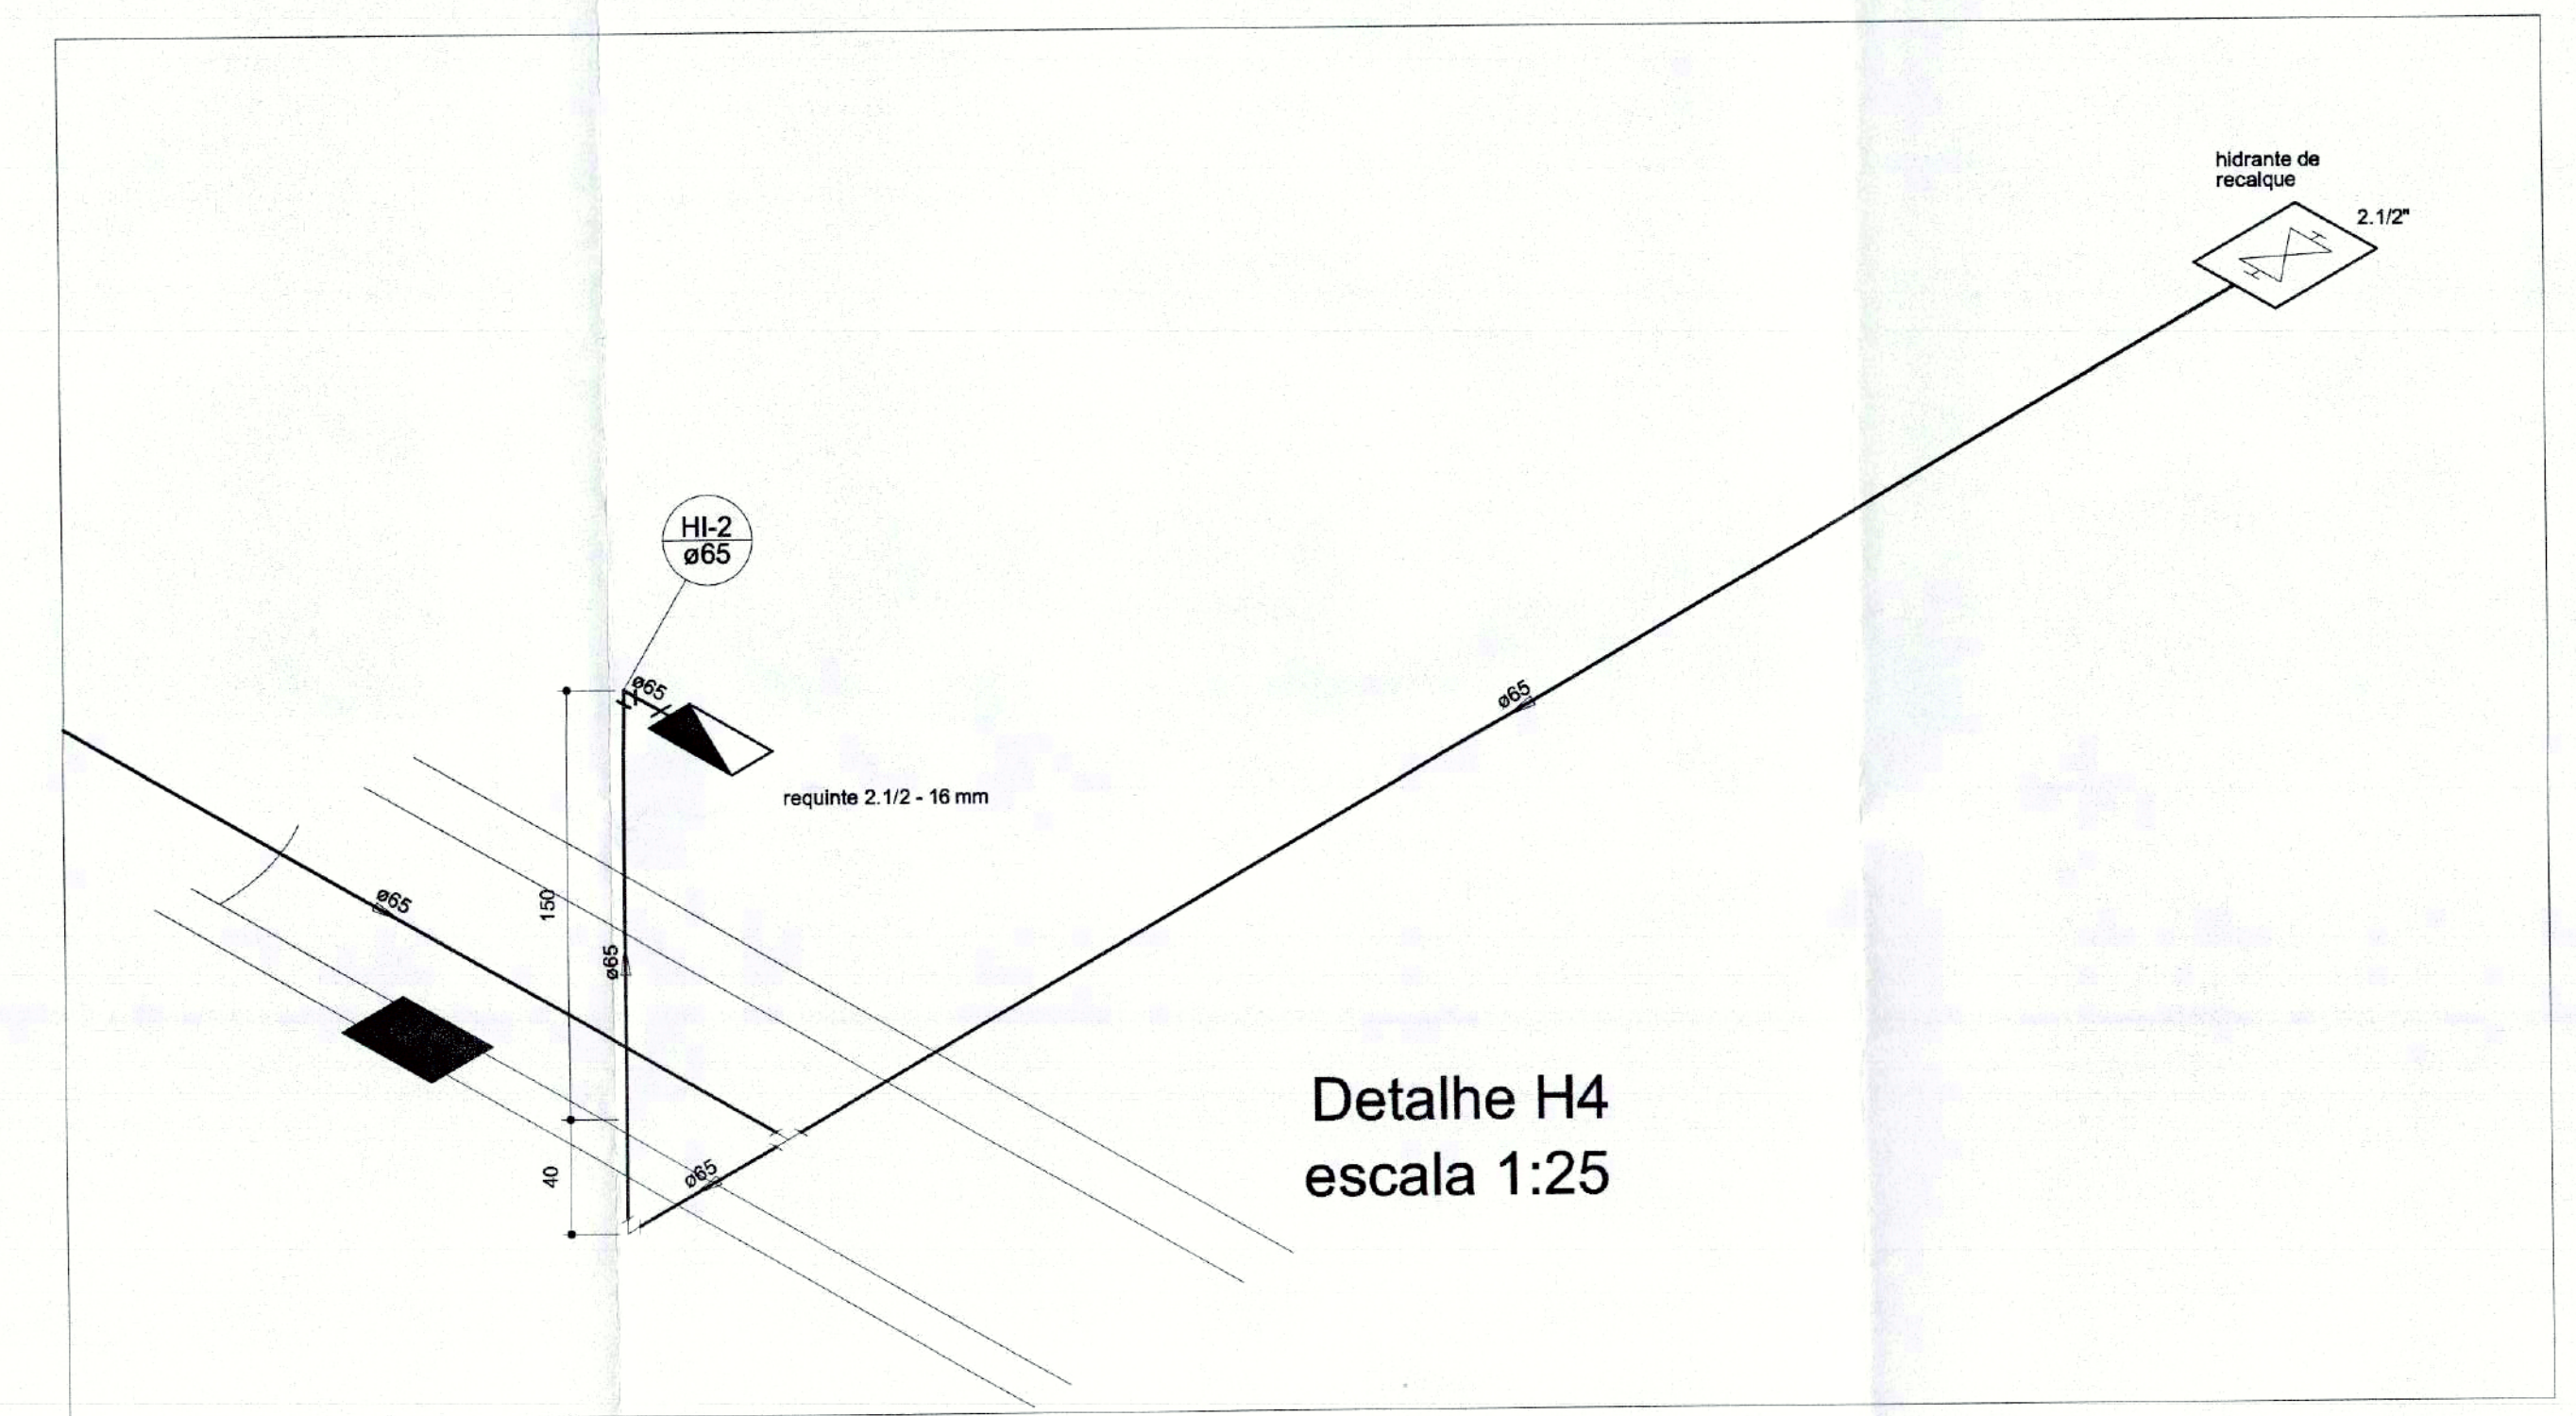 hidrante de
recalque
2.1/2"
HI-2
ø65
ø65
ø65
requinte 2.1/2 - 16 mm
ø65
150
ø65
ø65
40
Detalhe H4
escala 1:25